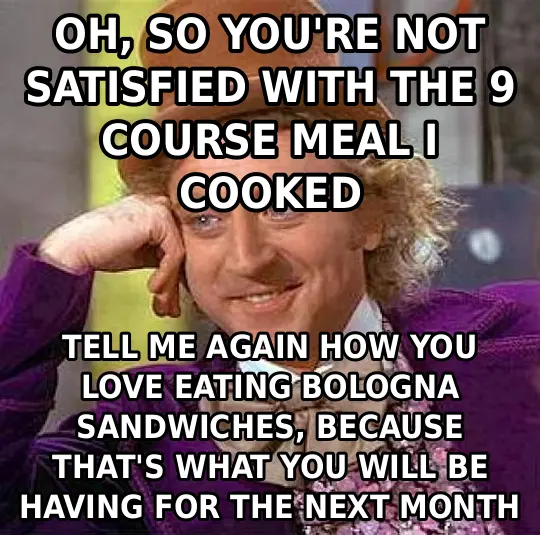 OH, SO YOU'RE NOT
SATISFIED WITH THE 9
COURSE MEAL I
COOKED
TELL ME AGAIN HOW YOU
LOVE EATING BOLOGNA
SANDWICHES, BECAUSE
THAT'S WHAT YOU WILL BE
HAVING FOR THE NEXT MONTH